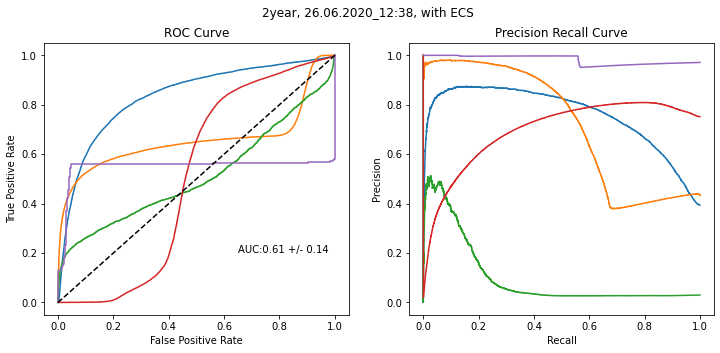 2year, 26.06.2020_12:38, with ECS
ROC Curve
True Positive Rate
1.0
0.8
0.6
0.4
0.2
0.0
AUC:0.61 +/- 0.14
0.0 0.2 0.4 0.6 0.8 1.0
False Positive Rate
Precision Recall Curve
Precision
1.0
0.8
0.6
0.4
0.2
0.0
0.0 0.2 0.4 0.6 0.8 1.0
Recall